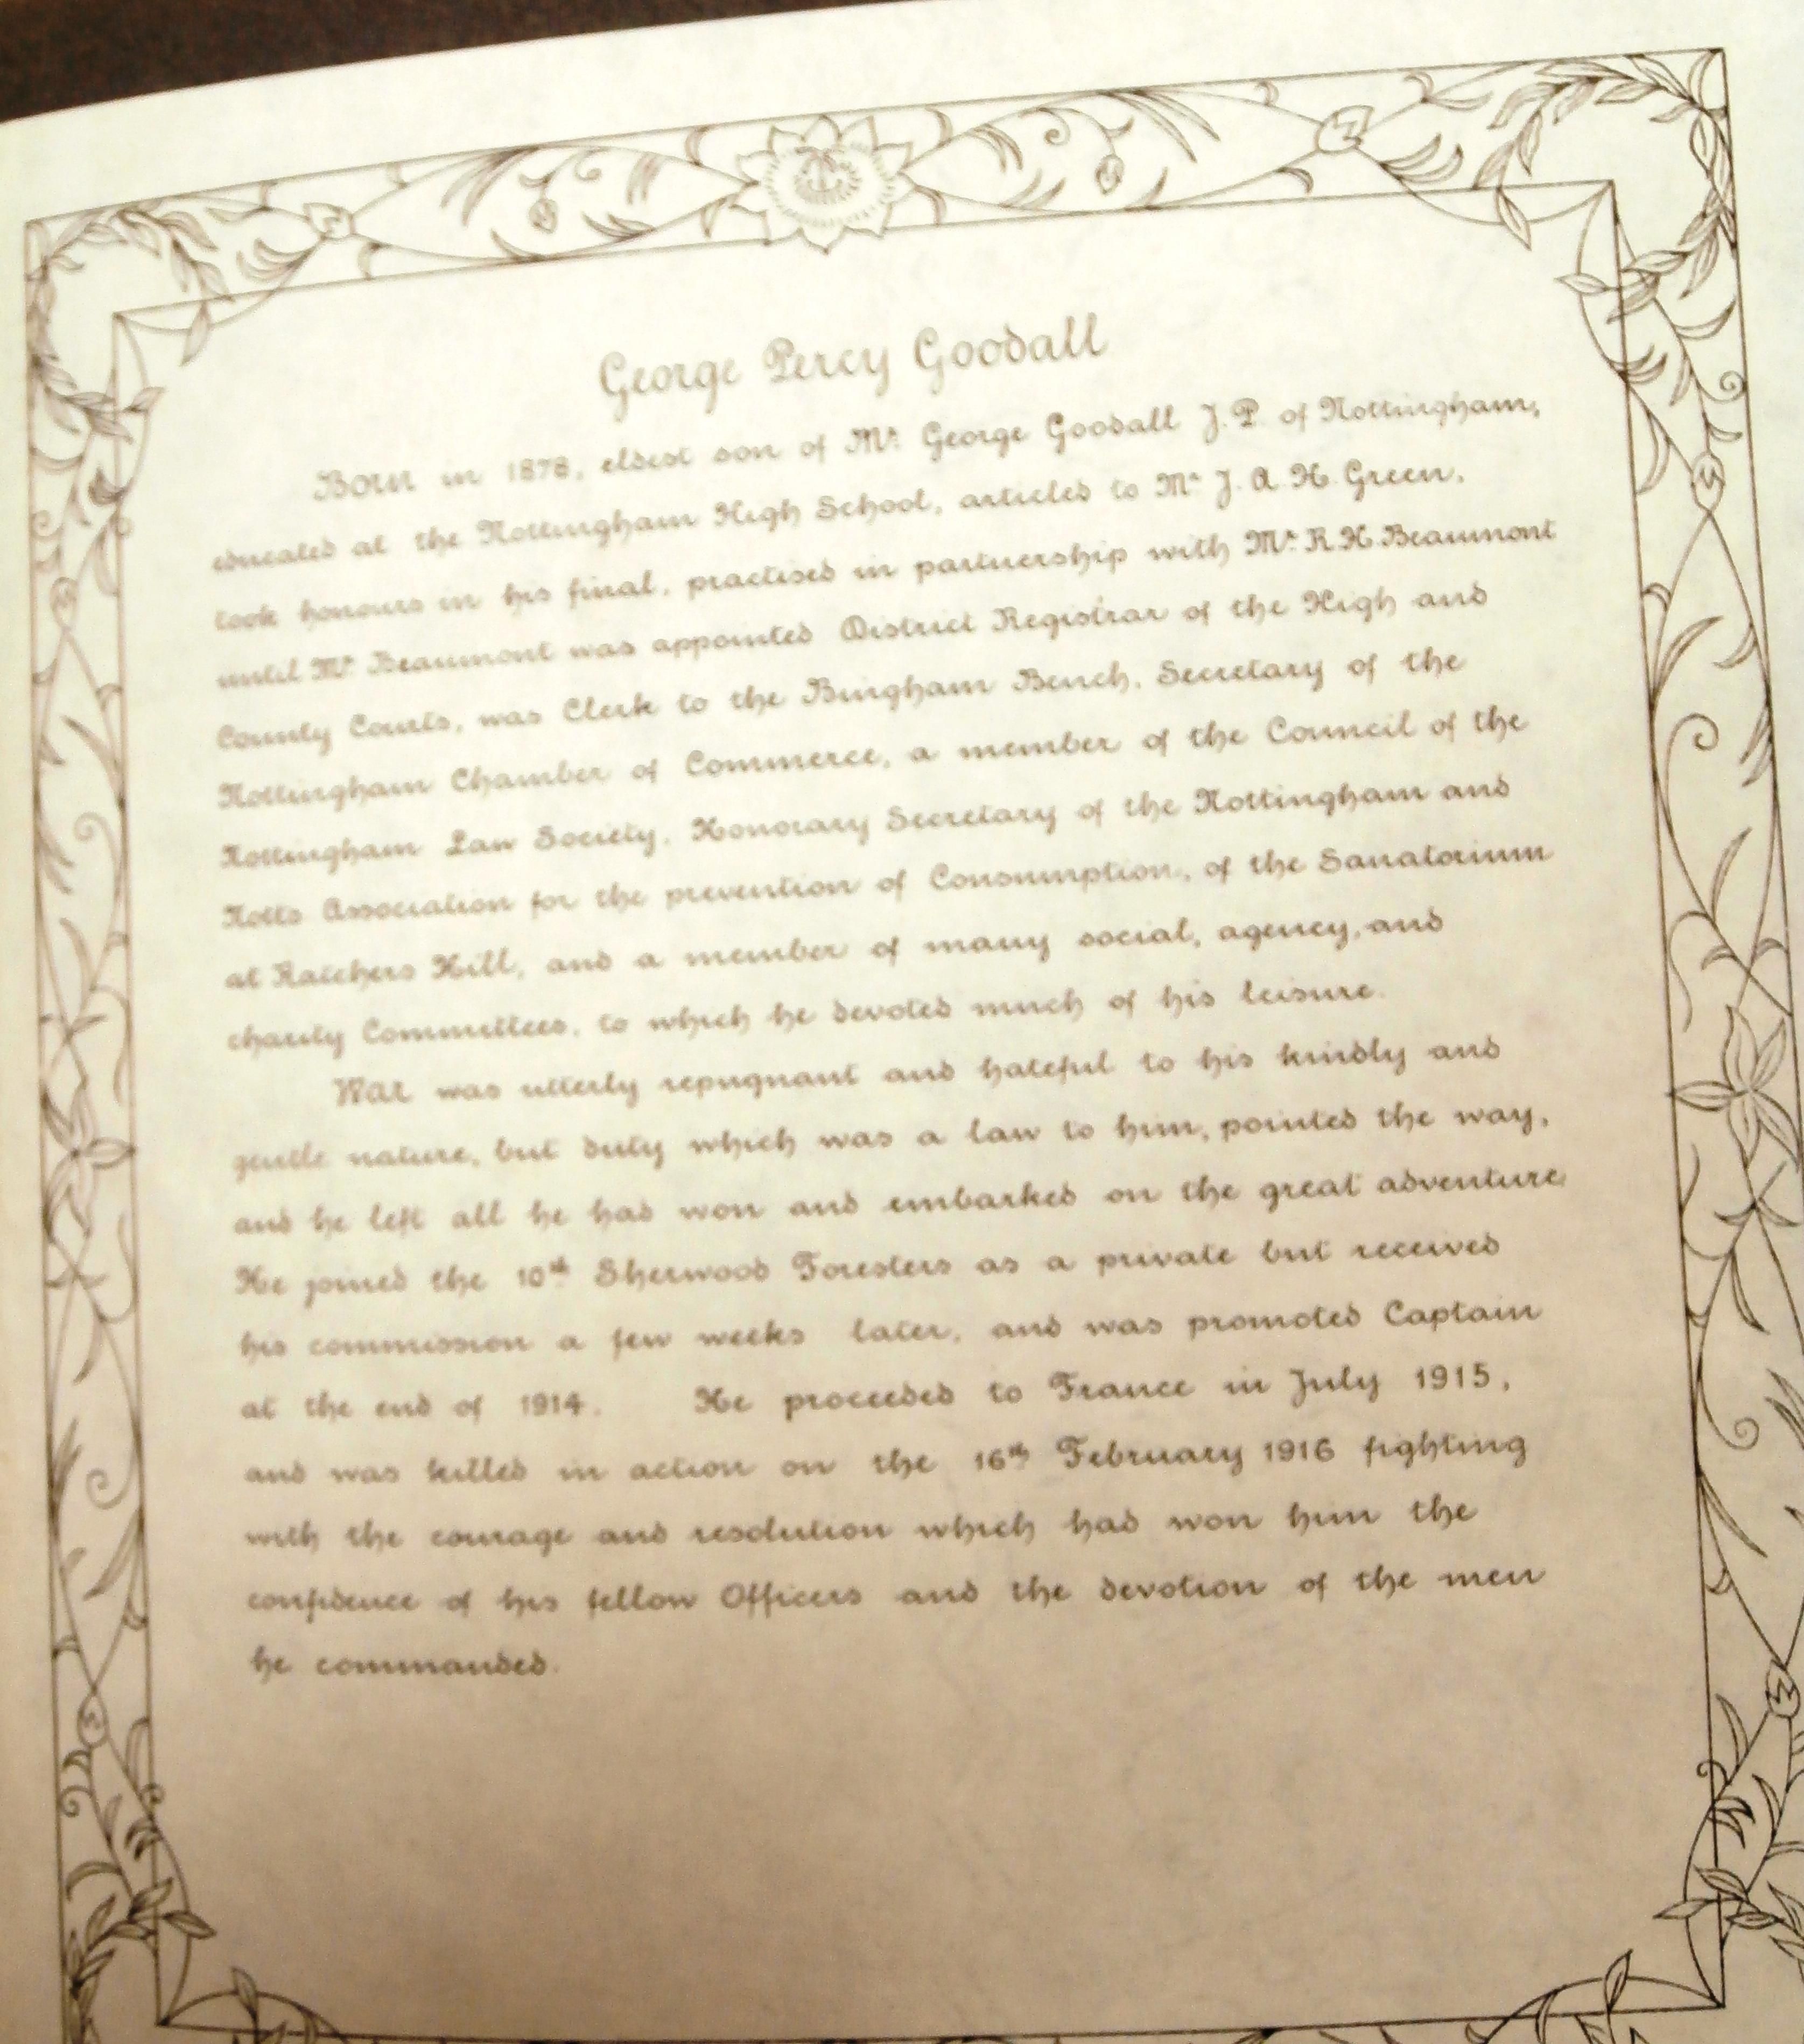 George Percy Goodall
Born in 1878, eldest son of Mr. George Goodall J.P. of Nottingham,
educated at the Nottingham High School, articled to Mr J. A. H. Green,
took honours in his final, practised in partnership with Mr. R.H. Beaumont
until Mr. Beaumont was appointed District Registrar of the High and
County Courts, was Clerk to the Bingham Bench, Secretary of the
Nottingham Chamber of Commerce, a member of the Council of the
Nottingham Law Society, Honorary Secretary of the Nottingham and
Notts Association for the prevention of Consumption, of the Sanatorium
at Ratchers Hill, and a member of many social, agency, and
charity Committees, to which he devoted much of his leisure.
War was utterly repugnant and hateful to his kindly and
gentle nature, but duty which was a law to him, pointed the way,
and he left all he had won and embarked on the great adventure.
He joined the 10th Sherwood Foresters as a private but received
his commission a few weeks later, and was promoted Captain
at the end of 1914. He proceeded to France in July 1915,
and was killed in action on the 16th February 1916 fighting
with the courage and resolution which had won him the
confidence of his fellow Officers and the devotion of the men
he commanded.